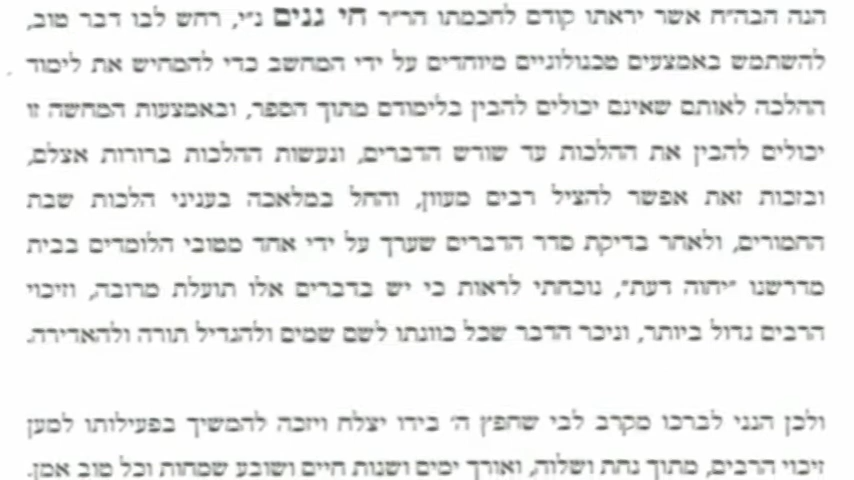 הנה הבה״ח אשר יראתו קודם לחכמתו הר״ר חי גנים נ״י, רחש לבו דבר טוב,
להשתמש באמצעים טכנולוגיים מיוחדים על ידי המחשב כדי להמחיש את לימוד
ההלכה לאותם שאינם יכולים להבין בלימודם מתוך הספר, ובאמצעות המחשה זו
יכולים להבין את ההלכות עד שורש הדברים, ונעשות ההלכות ברורות אצלם,
ובזכות זאת אפשר להציל רבים מעוון, והחל במלאכה בעניני הלכות שבת
החמורים, ולאחר בדיקת סדר הדברים שערך על ידי אחד מטובי הלומדים בבית
מדרשנו ״יחוה דעת״, נוכחתי לראות כי יש בדברים אלו תועלת מרובה, וזיכוי
הרבים גדול ביותר, וניכר הדבר שכל כוונתו לשם שמים ולהגדיל תורה ולהאדירה.
ולכן הנני לברכו מקרב לבי שחפץ ה׳ בידו יצלח ויזכה להמשיך בפעילותו למען
זיכוי הרבים, מתוך נחת ושלוה, ואורך ימים ושנות חיים ושובע שמחות וכל טוב אמן.